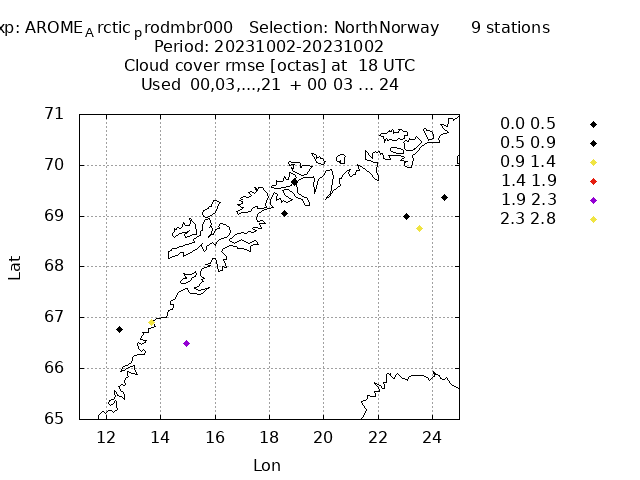 xp: AROME_Arctic_prodmbr000 Selection: NorthNorway 9 stations
Period: 20231002-20231002
Cloud cover rmse [octas] at 18 UTC
Used 00,03,...,21 + 00 03 ... 24
0.0 0.5
0.5 0.9
0.9 1.4
1.4 1.9
1.9 2.3
2.3 2.8
71
70
69
68
67
66
65
Lat
12 14 16 18 20 22 24
Lon